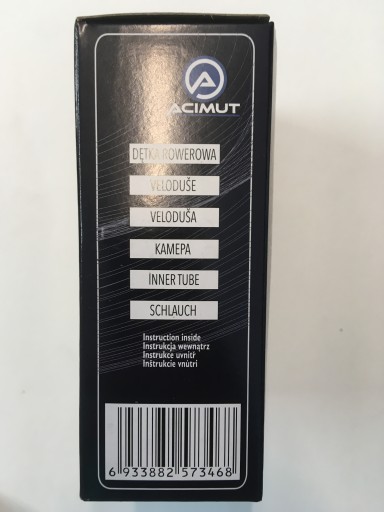 ACIMUT
DĘTKA ROWEROWA
VELODUŠE
VELODUŠA
КАМЕРА
INNER TUBE
SCHLAUCH
Instruction inside
Instrukcja wewnątrz
Instrukce uvnitř
Inštrukcie vnútri
6 933882 573468